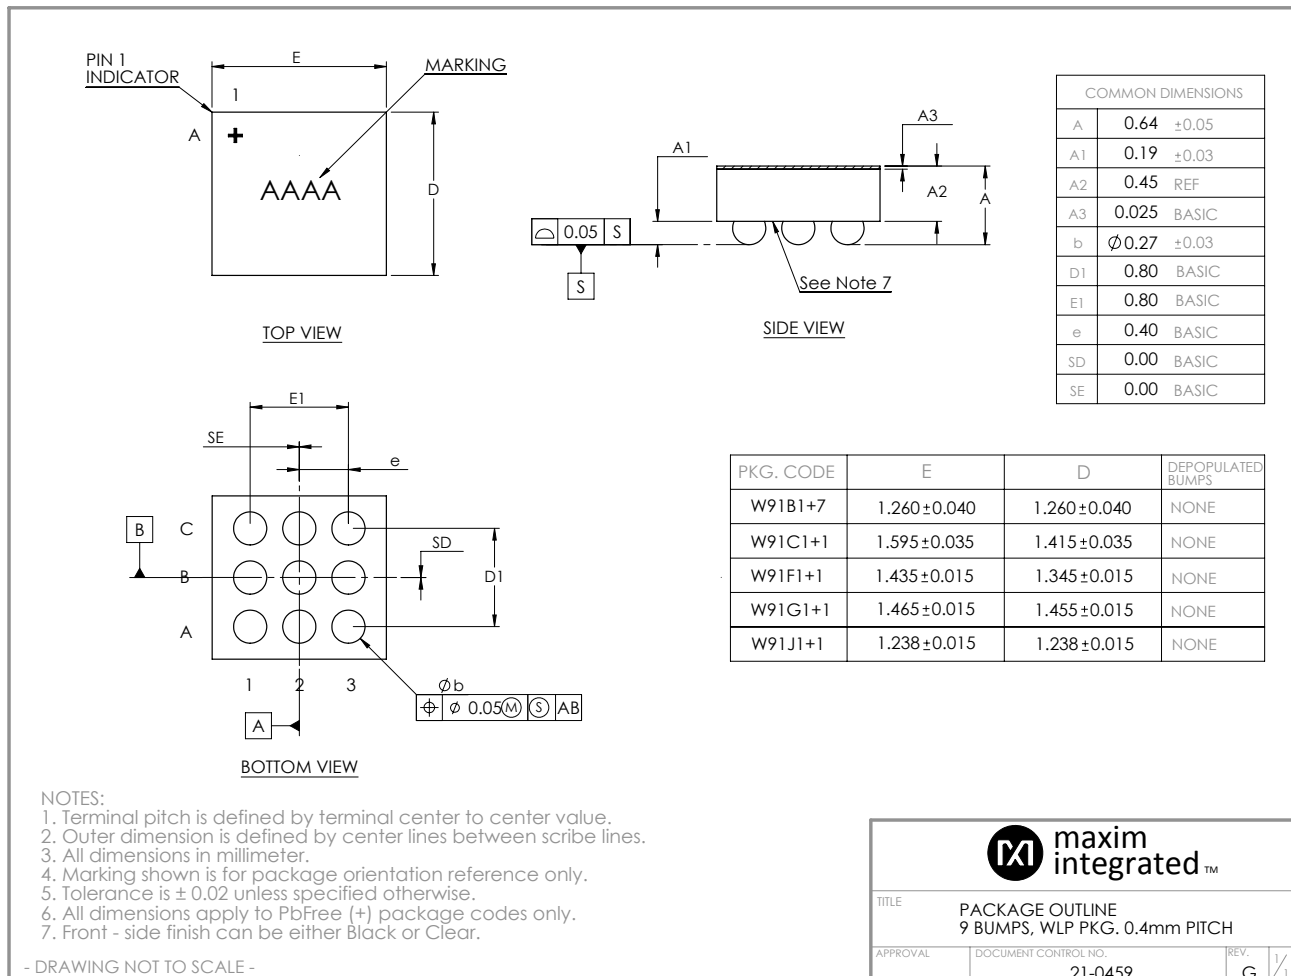 PIN 1
INDICATOR
1
E
MARKING
A
+
AAAA
D
TOP VIEW
A1
A3
A2
A
⌓ 0.05 S
S
See Note 7
SIDE VIEW
COMMON DIMENSIONS
A 0.64 ±0.05
A1 0.19 ±0.03
A2 0.45 REF
A3 0.025 BASIC
b Ø0.27 ±0.03
D1 0.80 BASIC
E1 0.80 BASIC
e 0.40 BASIC
SD 0.00 BASIC
SE 0.00 BASIC
E1
SE
e
B
C
B
A
SD
D1
1 2 3
Øb
⌖ Ø 0.05Ⓜ Ⓢ AB
A
BOTTOM VIEW
PKG. CODE E D DEPOPULATED BUMPS
W91B1+7 1.260±0.040 1.260±0.040 NONE
W91C1+1 1.595±0.035 1.415±0.035 NONE
W91F1+1 1.435±0.015 1.345±0.015 NONE
W91G1+1 1.465±0.015 1.455±0.015 NONE
W91J1+1 1.238±0.015 1.238±0.015 NONE
NOTES:
1. Terminal pitch is defined by terminal center to center value.
2. Outer dimension is defined by center lines between scribe lines.
3. All dimensions in millimeter.
4. Marking shown is for package orientation reference only.
5. Tolerance is ± 0.02 unless specified otherwise.
6. All dimensions apply to PbFree (+) package codes only.
7. Front - side finish can be either Black or Clear.
- DRAWING NOT TO SCALE -
maxim
integrated™
TITLE
PACKAGE OUTLINE
9 BUMPS, WLP PKG. 0.4mm PITCH
APPROVAL
DOCUMENT CONTROL NO.
21-0459
REV.
G
1/1